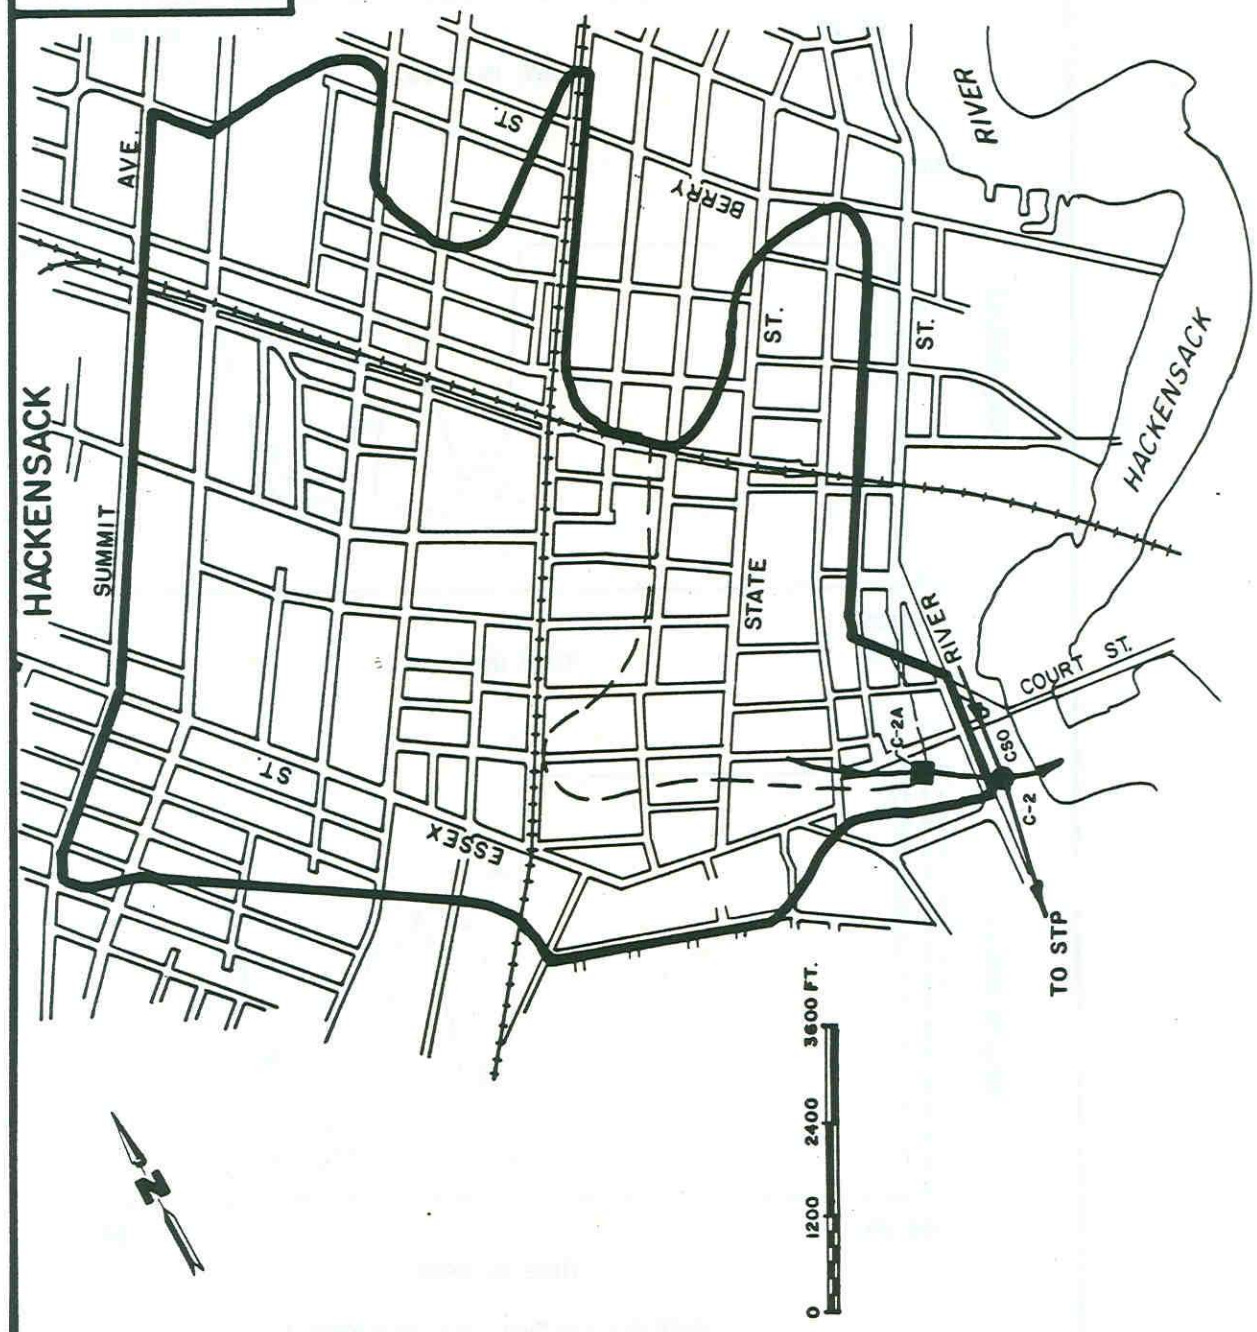 HACKENSACK
SUMMIT
AVE.
ST.
BERRY
ST.
ST.
STATE
RIVER
RIVER
HACKENSACK
COURT ST.
C-2A
CSO
C-2
ESSEX
ST.
TO STP
N
0 1200 2400 3600 FT.